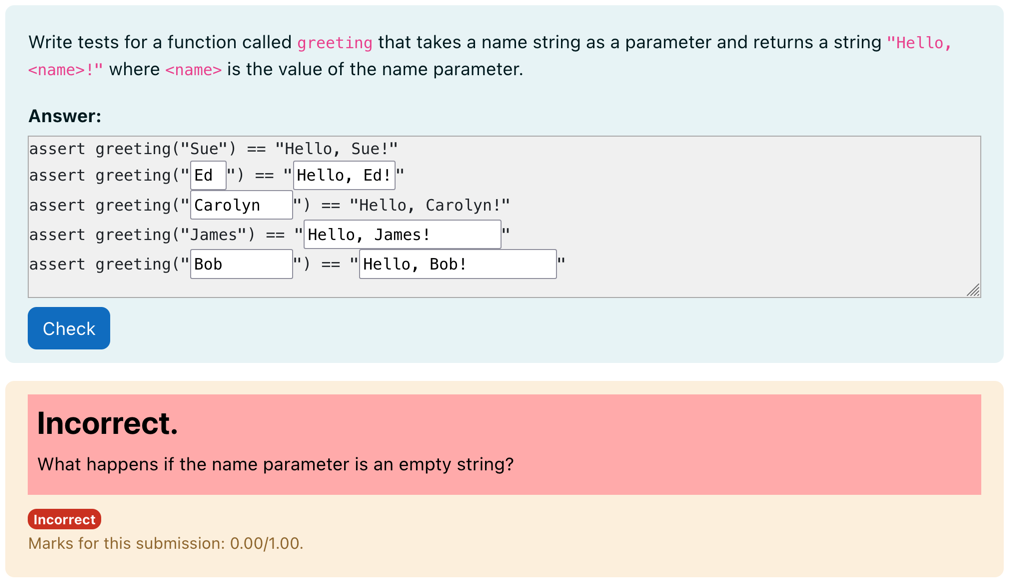 Write tests for a function called greeting that takes a name string as a parameter and returns a string "Hello,
<name>!" where <name> is the value of the name parameter.
Answer:
assert greeting("Sue") == "Hello, Sue!"
assert greeting("Ed") == "Hello, Ed!"
assert greeting("Carolyn") == "Hello, Carolyn!"
assert greeting("James") == "Hello, James!"
assert greeting("Bob") == "Hello, Bob!"
Check
Incorrect.
What happens if the name parameter is an empty string?
Incorrect
Marks for this submission: 0.00/1.00.